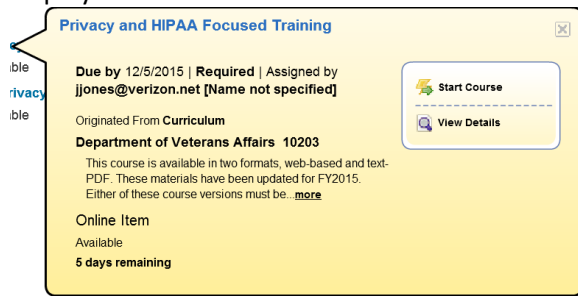 Privacy and HIPAA Focused Training
Due by 12/5/2015 | Required | Assigned by
jjones@verizon.net [Name not specified]
Originated From Curriculum
Department of Veterans Affairs 10203
This course is available in two formats, web-based and text-
PDF. These materials have been updated for FY2015.
Either of these course versions must be...more
Online Item
Available
5 days remaining
Start Course
View Details
ble
rivacy
ble